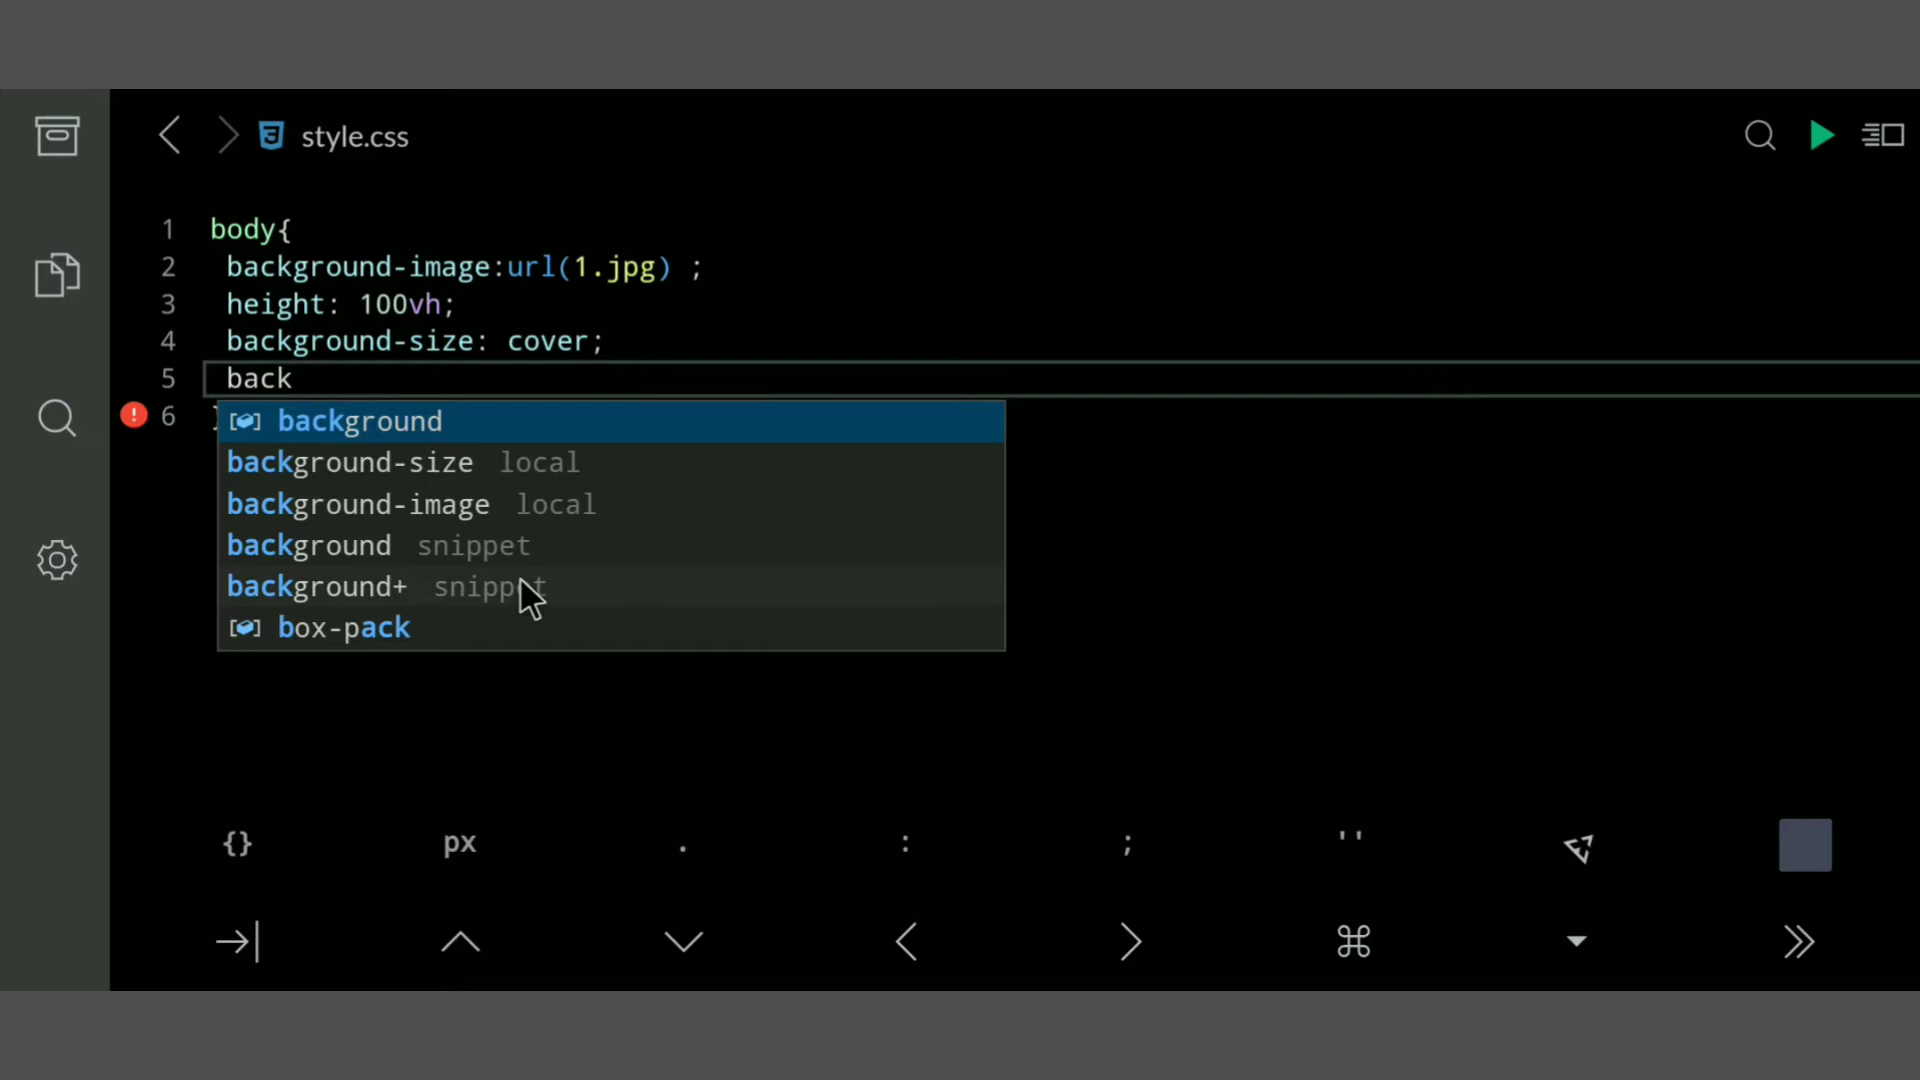 style.css
1 body{
2 background-image:url(1.jpg) ;
3 height: 100vh;
4 background-size: cover;
5 back
6
background
background-size local
background-image local
background snippet
background+ snippet
box-pack
{} px . : ; ''